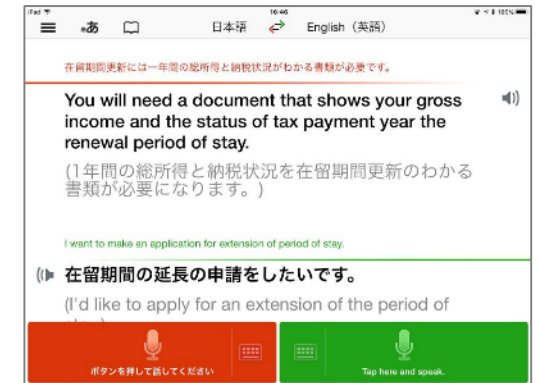 iPad
16:46
100%
あ
日本語
English（英語）
在留期間更新には一年間の総所得と納税状況がわかる書類が必要です。
You will need a document that shows your gross
income and the status of tax payment year the
renewal period of stay.
(1年間の総所得と納税状況を在留期間更新のわかる
書類が必要になります。)
I want to make an application for extension of period of stay.
在留期間の延長の申請をしたいです。
(I'd like to apply for an extension of the period of
ボタンを押して話してください
Tap here and speak.